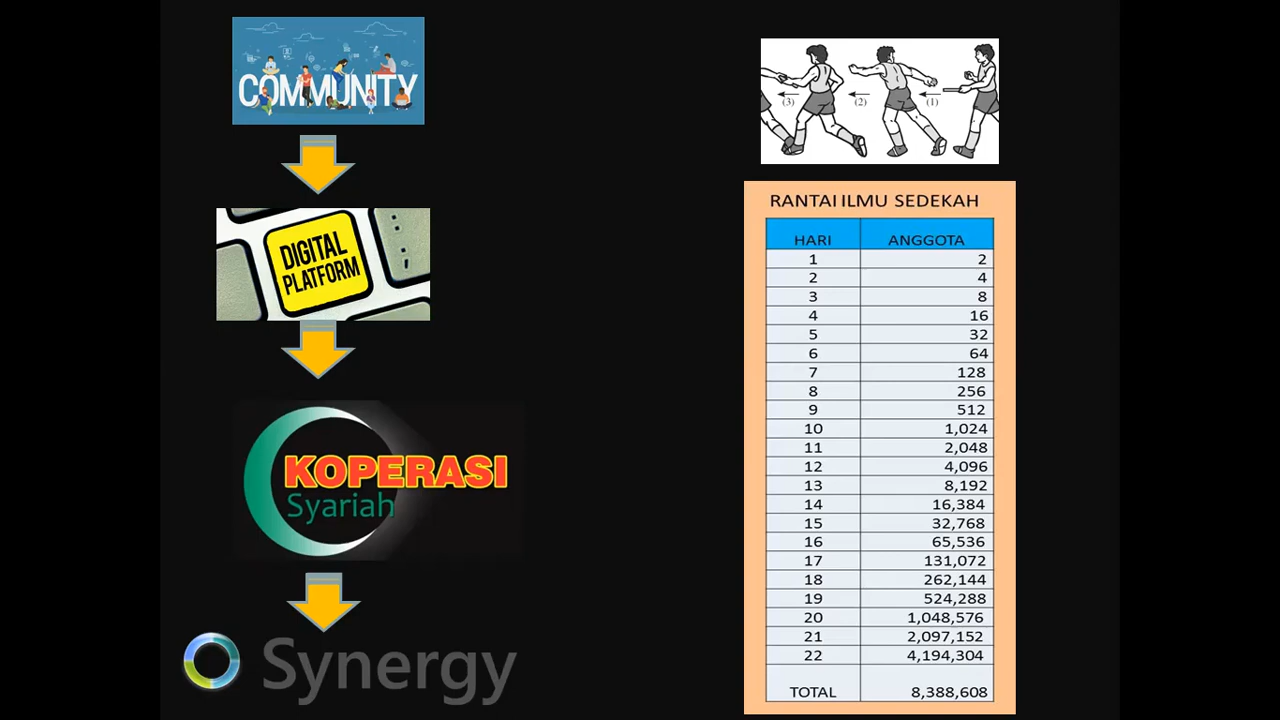 COMMUNITY
DIGITAL
PLATFORM
KOPERASI
Syariah
Synergy
(3) (2) (1)
RANTAI ILMU SEDEKAH
HARI ANGGOTA
1 2
2 4
3 8
4 16
5 32
6 64
7 128
8 256
9 512
10 1,024
11 2,048
12 4,096
13 8,192
14 16,384
15 32,768
16 65,536
17 131,072
18 262,144
19 524,288
20 1,048,576
21 2,097,152
22 4,194,304
TOTAL 8,388,608